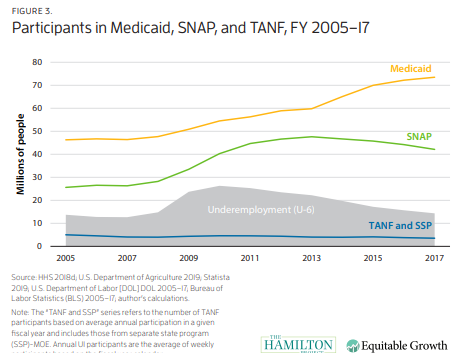 FIGURE 3.
Participants in Medicaid, SNAP, and TANF, FY 2005–17
80
70
60
50
40
30
20
10
0
Millions of people
Medicaid
SNAP
Underemployment (U-6)
TANF and SSP
2005
2007
2009
2011
2013
2015
2017
Source: HHS 2018d, U.S. Department of Agriculture 2019; Statista
2019; U.S. Department of Labor [DOL] DOL 2005–17; Bureau of
Labor Statistics (BLS) 2005–17; author's calculations.
Note: The "TANF and SSP" series refers to the number of TANF
participants based on average annual participation in a given
fiscal year and includes those from separate state program
(SSP)-MOE. Annual UI participants are the average of weekly
THE
HAMILTON
Equitable Growth